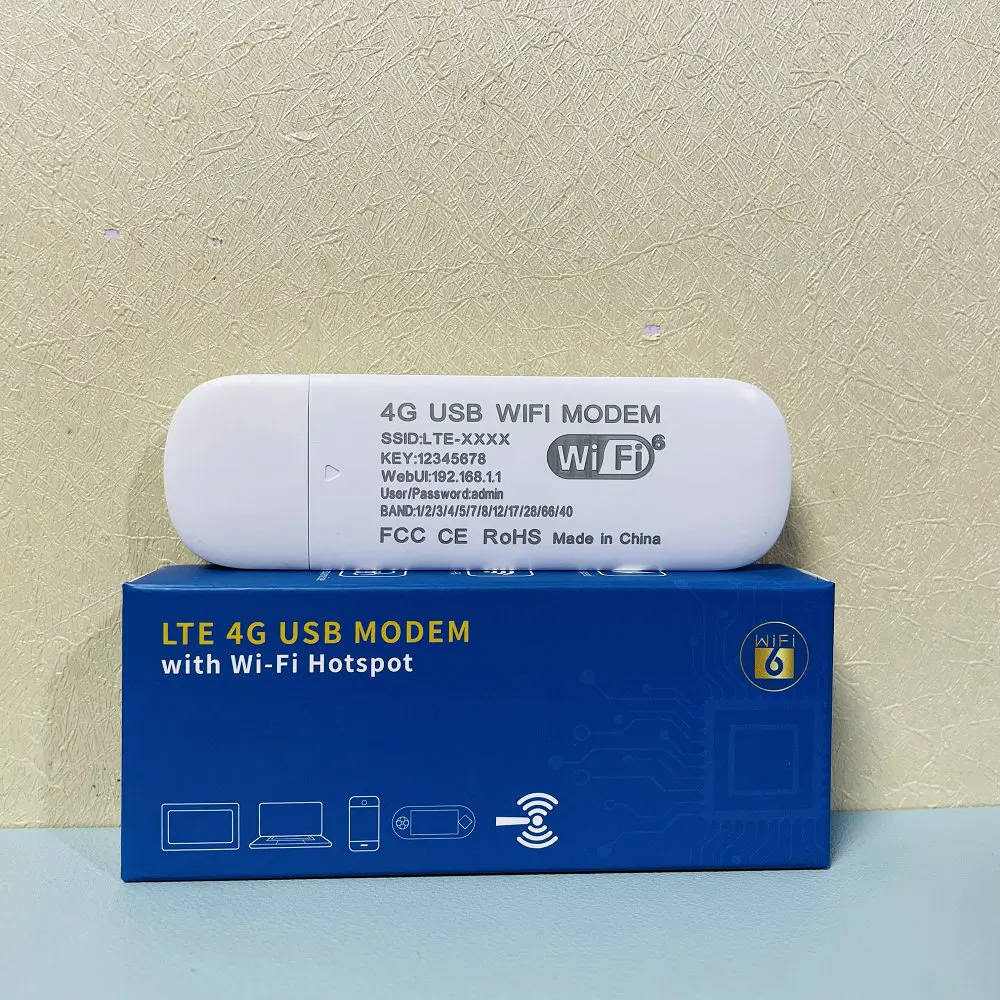 4G USB WIFI MODEM
SSID:LTE-XXXX
KEY:12345678
WebUI:192.168.1.1
User/Password:admin
BAND:1/2/3/4/5/7/8/12/17/28/66/40
FCC CE RoHS Made in China
WiFi 6
LTE 4G USB MODEM
with Wi-Fi Hotspot
WiFi
6